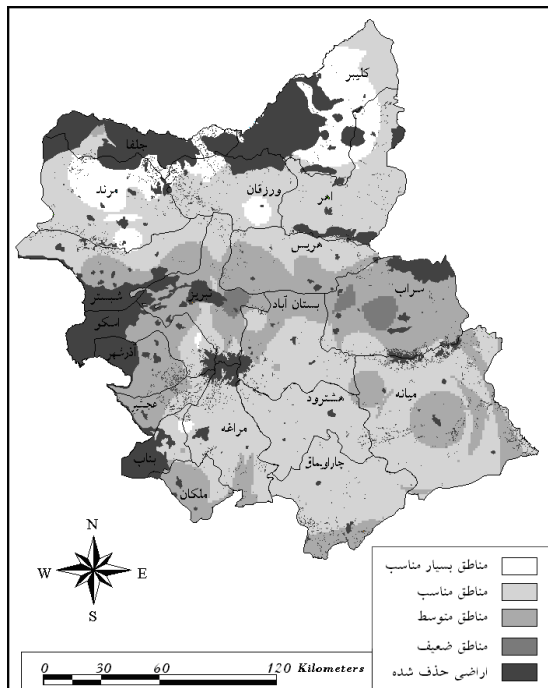 کلیبر
جلفا
مرند
ورزقان
اهر
هریس
شبستر
تبریز
سراب
اسکو
بستان آباد
آذرشهر
میانه
عجبشیر
هشترود
مراغه
بناب
چاراویماق
ملکان
N
W E
S
مناطق بسیار مناسب
مناطق مناسب
مناطق متوسط
مناطق ضعیف
اراضی حذف شده
0 30 60 120 Kilometers